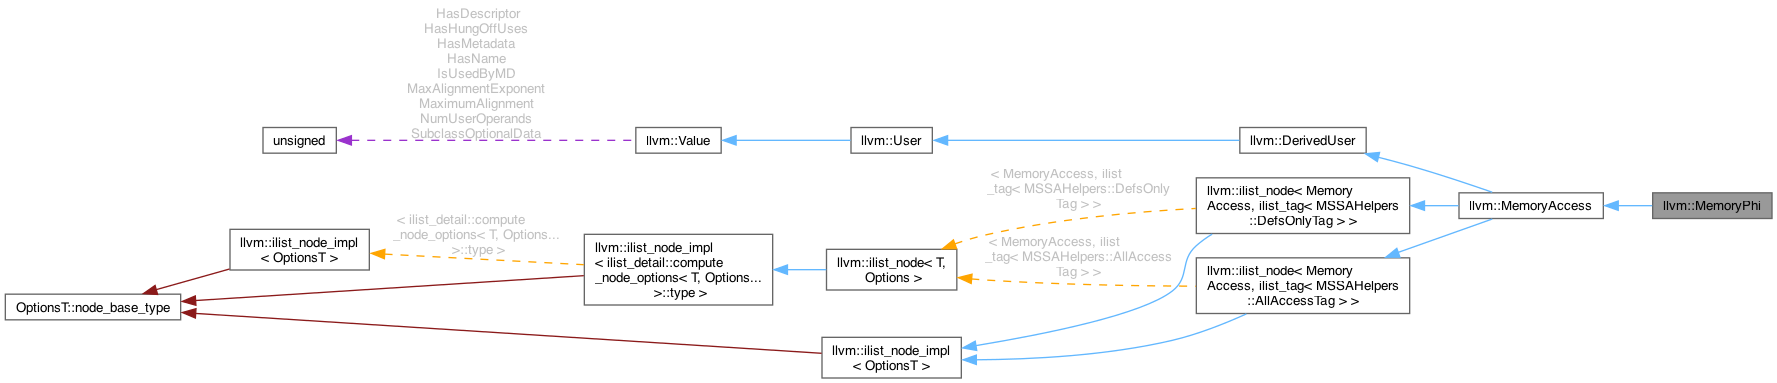 HasDescriptor
HasHungOffUses
HasMetadata
HasName
IsUsedByMD
MaxAlignmentExponent
MaximumAlignment
NumUserOperands
SubclassOptionalData
unsigned
llvm::Value
llvm::User
llvm::DerivedUser
< MemoryAccess, ilist
_tag< MSSAHelpers::DefsOnly
Tag > >
llvm::ilist_node< Memory
Access, ilist_tag< MSSAHelpers
::DefsOnlyTag > >
llvm::MemoryAccess
llvm::MemoryPhi
< ilist_detail::compute
_node_options< T, Options...
>::type >
llvm::ilist_node_impl
< OptionsT >
llvm::ilist_node_impl
< ilist_detail::compute
_node_options< T, Options...
>::type >
< MemoryAccess, ilist
_tag< MSSAHelpers::AllAccess
Tag > >
llvm::ilist_node< T,
Options >
llvm::ilist_node< Memory
Access, ilist_tag< MSSAHelpers
::AllAccessTag > >
OptionsT::node_base_type
llvm::ilist_node_impl
< OptionsT >